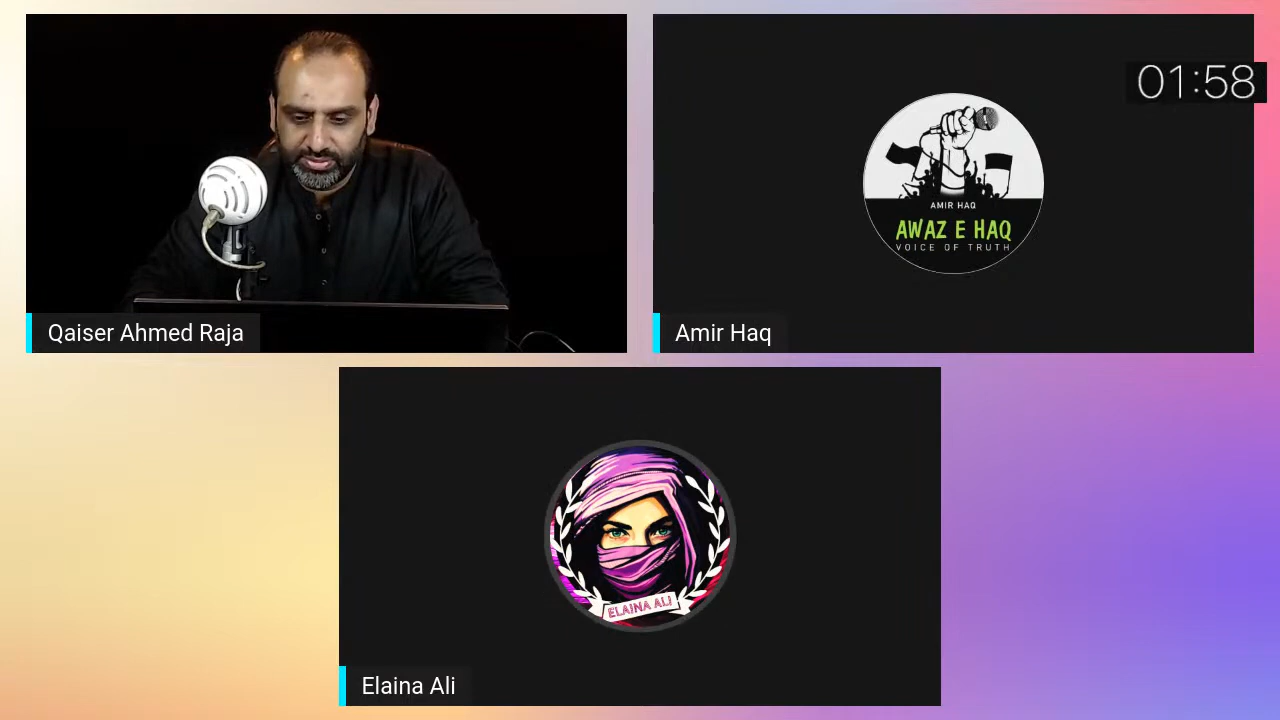 Qaiser Ahmed Raja
01:58
AMIR HAQ
AWAZ E HAQ
VOICE OF TRUTH
Amir Haq
ELAINA ALI
Elaina Ali